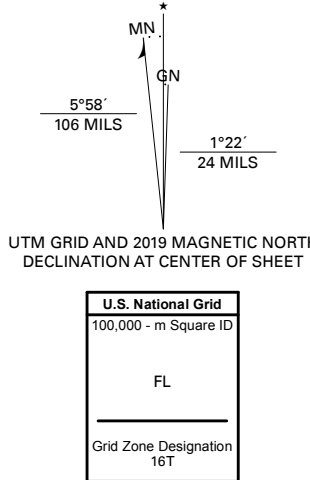 ★
MN
GN
5°58´
106 MILS
1°22´
24 MILS
UTM GRID AND 2019 MAGNETIC NORTH
DECLINATION AT CENTER OF SHEET
U.S. National Grid
100,000 - m Square ID
FL
Grid Zone Designation
16T